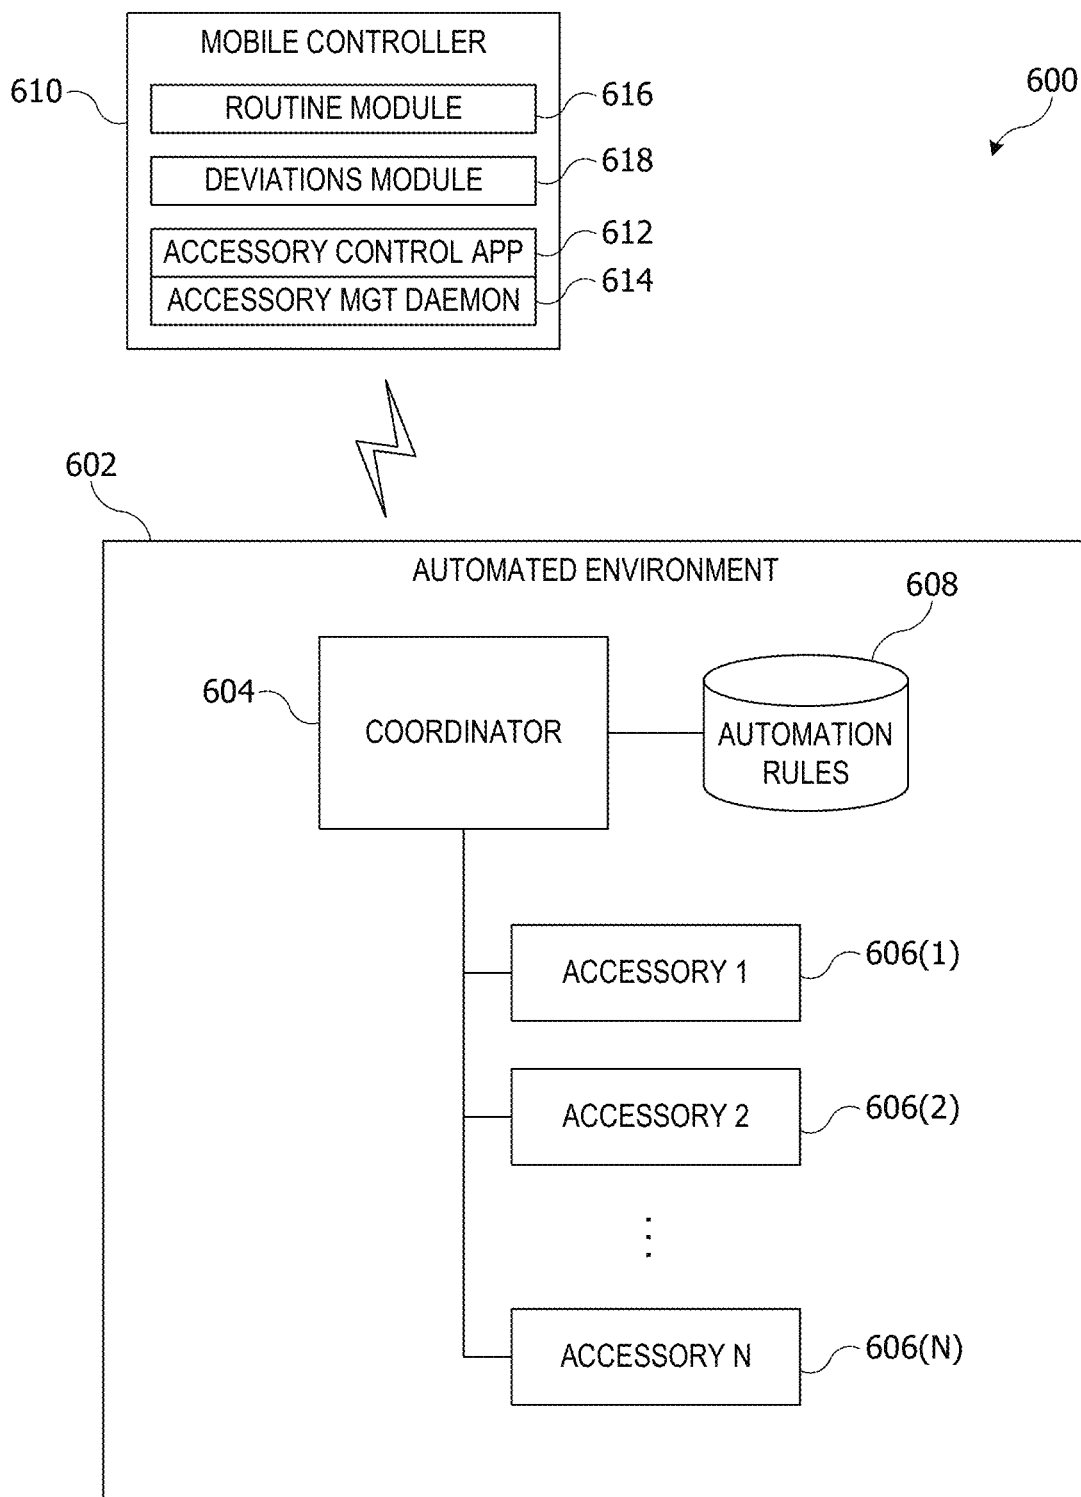 MOBILE CONTROLLER
610
ROUTINE MODULE
616
600
DEVIATIONS MODULE
618
ACCESSORY CONTROL APP
612
ACCESSORY MGT DAEMON
614
602
AUTOMATED ENVIRONMENT
608
604
COORDINATOR
AUTOMATION
RULES
ACCESSORY 1
606(1)
ACCESSORY 2
606(2)
ACCESSORY N
606(N)